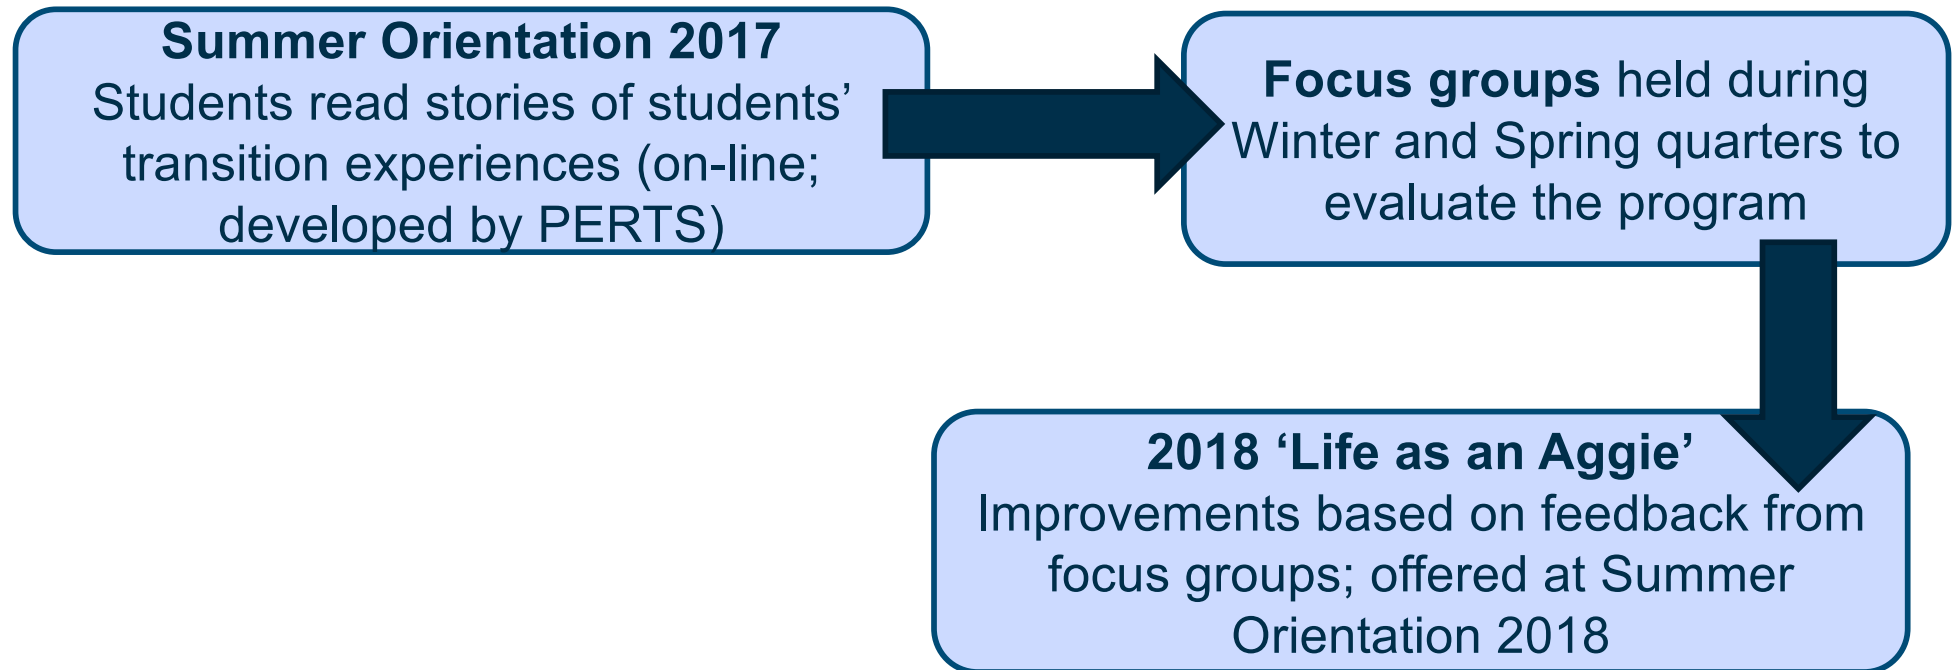 Summer Orientation 2017
Students read stories of students’
transition experiences (on-line;
developed by PERTS)
Focus groups held during
Winter and Spring quarters to
evaluate the program
2018 ‘Life as an Aggie’
Improvements based on feedback from
focus groups; offered at Summer
Orientation 2018